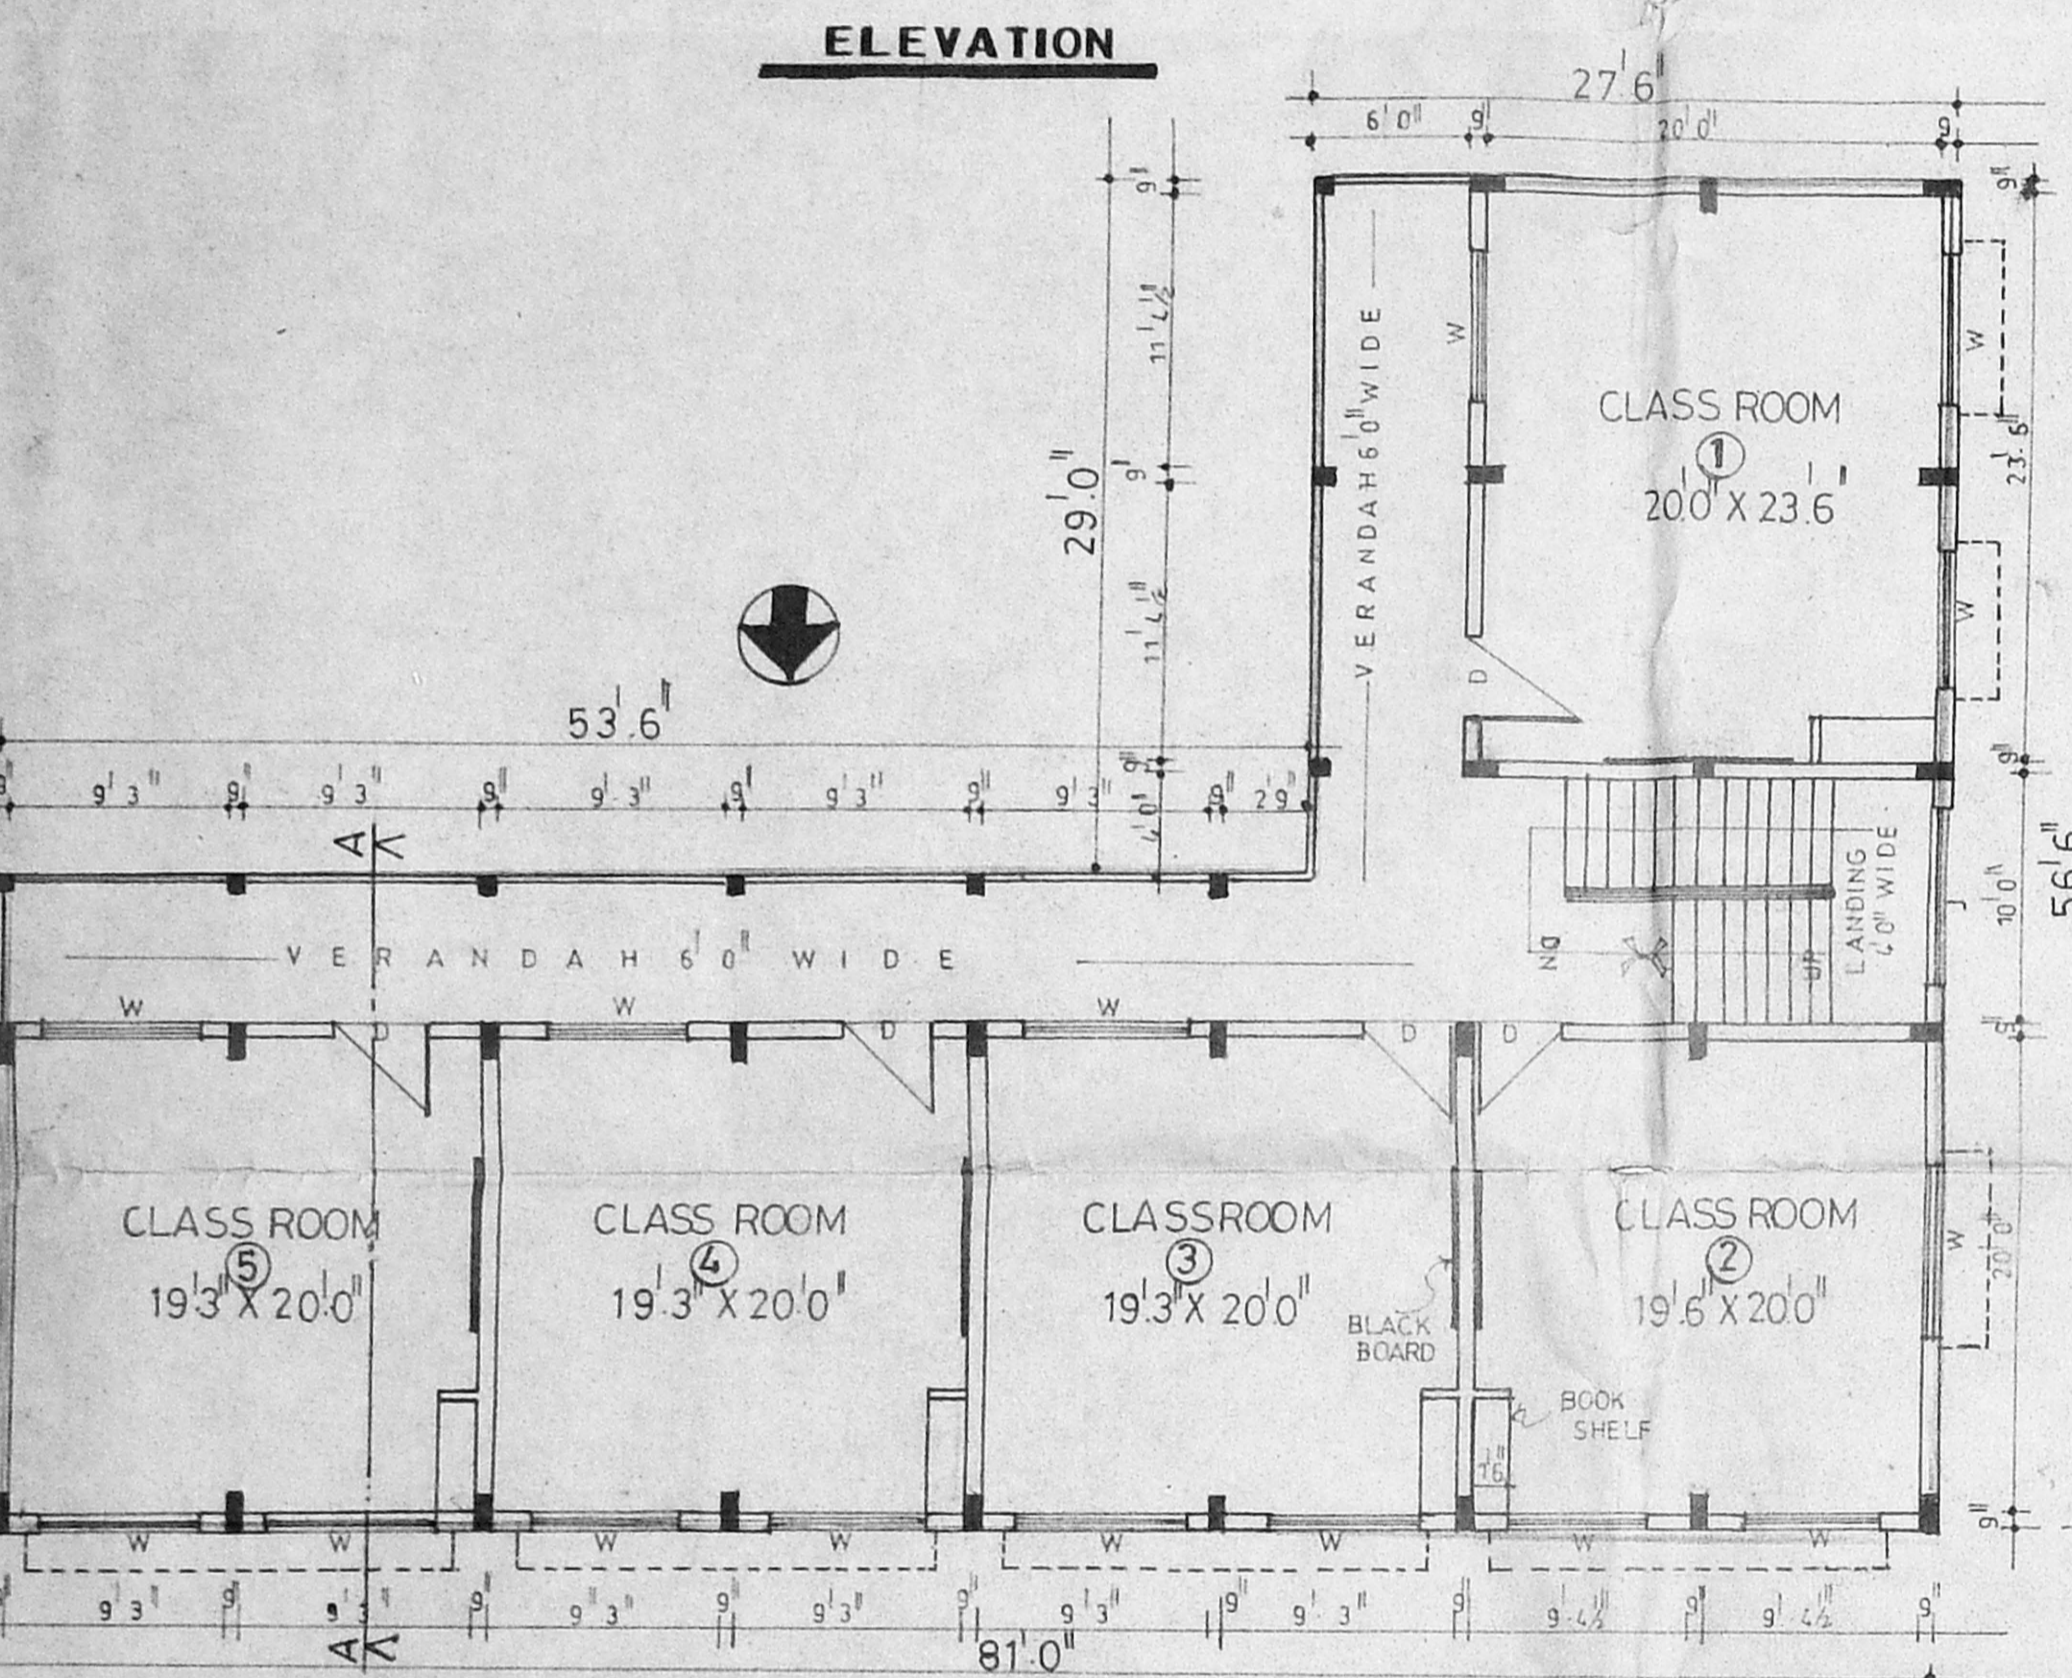 ELEVATION
27'6"
6'0" 9" 20'0" 9
9" 9"
11'4½"
29'0"
9"
11'4½"
9"
4'0"
VERANDAH 6'0" WIDE
W
W
CLASS ROOM
1
20'0" X 23'.6"
23'.6"
W
D
53'.6"
9" 9'3" 9" 9'3" 9" 9'.3" 9" 9'3" 9" 9'3" 9" 2'9"
A
9"
10'0"
56'6"
LANDING
4'0" WIDE
DN
UP
VERANDAH 6'0" WIDE
W W W
D D D D
9"
CLASS ROOM CLASS ROOM CLASSROOM CLASS ROOM
5 4 3 2
19'3" X 20'0" 19'.3" X 20'0" 19'3" X 20'0" 19'.6" X 20'0"
W
20'0"
BLACK
BOARD
BOOK
SHELF
1'6"
9"
W W W W W W W W
9'3" 9" 9'3" 9" 9'3" 9" 9'3" 9" 9'3" 9" 9'.3" 9" 9'.4½" 9" 9'.4½" 9"
A
81'.0"